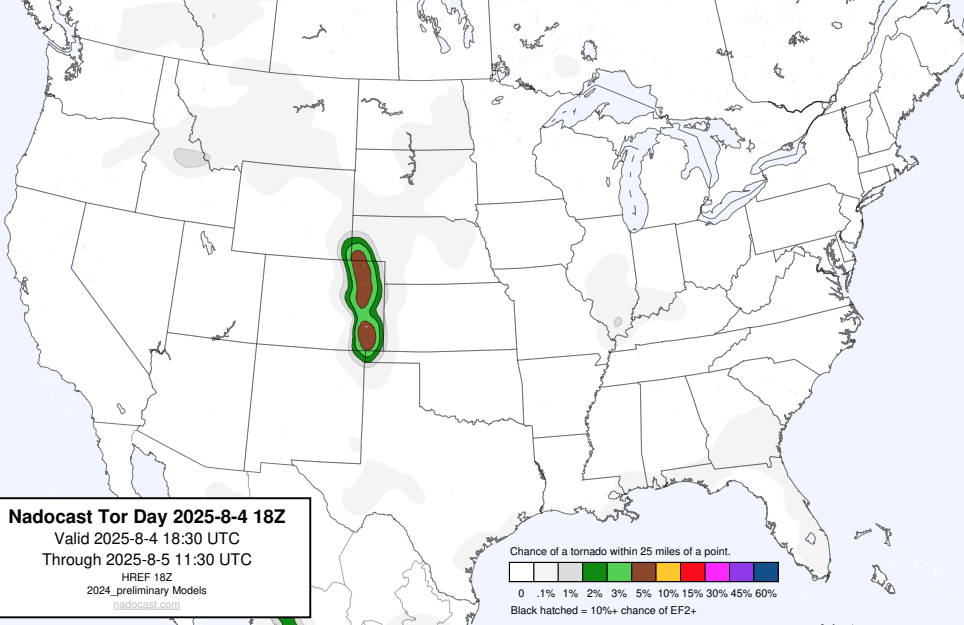 Nadocast Tor Day 2025-8-4 18Z
Valid 2025-8-4 18:30 UTC
Through 2025-8-5 11:30 UTC
HREF 18Z
2024_preliminary Models
nadocast.com
Chance of a tornado within 25 miles of a point.
0 .1% 1% 2% 3% 5% 10% 15% 30% 45% 60%
Black hatched = 10%+ chance of EF2+